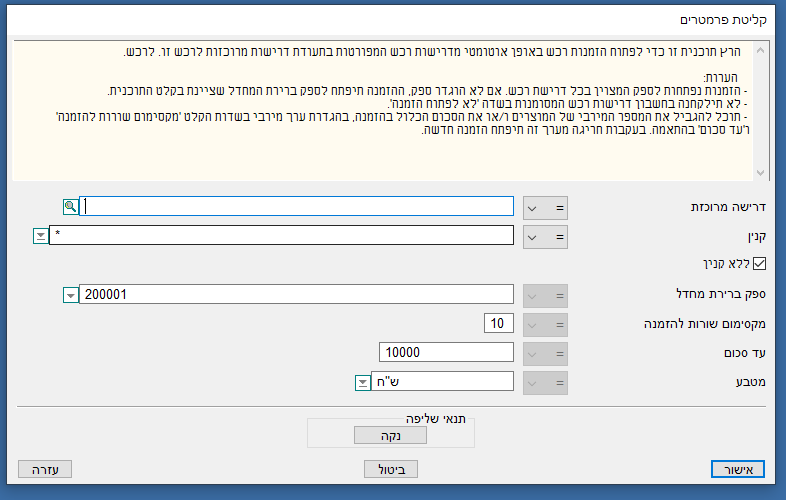 קליטת פרמטרים
הרץ תוכנית זו כדי לפתוח הזמנות רכש באופן אוטומטי מדרישות רכש המפורטות בתעודת דרישות מרוכזות לרכש זו. לרכש.
הערות:
- הזמנות נפתחות לספק המצוין בכל דרישת רכש. אם לא הוגדר ספק, ההזמנה תיפתח לספק ברירת המחדל שציינת בקלט התוכנית.
- לא תילקחנה בחשבון דרישות רכש המסומנות בשדה 'לא לפתוח הזמנה'.
- תוכל להגביל את המספר המירבי של המוצרים ו/או את הסכום הכלול בהזמנה, בהגדרת ערך מירבי בשדות הקלט 'מקסימום שורות להזמנה'
ו'עד סכום' בהתאמה. בעקבות חריגה מערך זה תיפתח הזמנה חדשה.
דרישה מרוכזת =
קנין = *
ללא קנין
ספק ברירת מחדל = 200001
מקסימום שורות להזמנה = 10
עד סכום = 10000
מטבע = ש"ח
תנאי שליפה
נקה
אישור ביטול עזרה